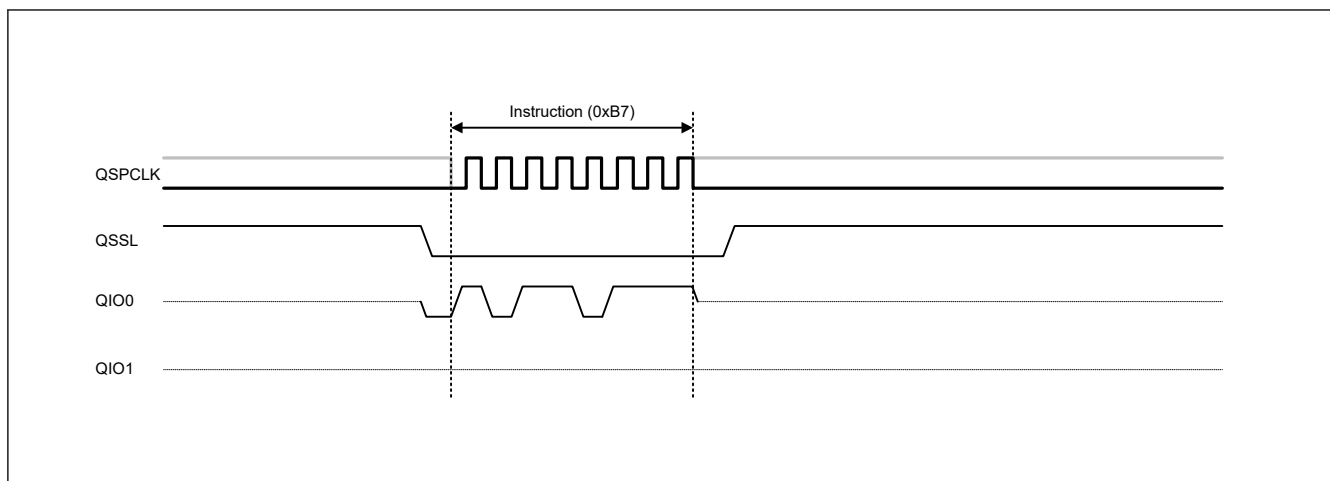 Instruction (0xB7)
QSPCLK
QSSL
QIO0
QIO1